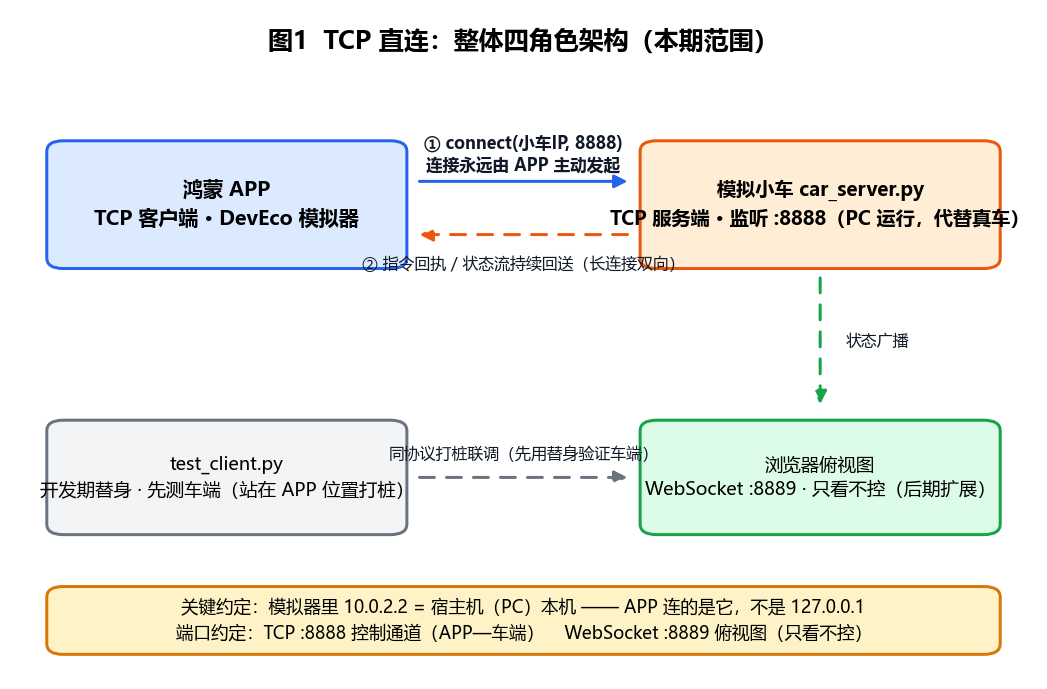 图1 TCP 直连：整体四角色架构（本期范围）
① connect(小车IP, 8888)
连接永远由 APP 主动发起
鸿蒙 APP
TCP 客户端 · DevEco 模拟器
模拟小车 car_server.py
TCP 服务端 · 监听 :8888（PC 运行，代替真车）
② 指令回执 / 状态流持续回送（长连接双向）
状态广播
同协议打桩联调（先用替身验证车端）
test_client.py
开发期替身 · 先测车端（站在 APP 位置打桩）
浏览器俯视图
WebSocket :8889 · 只看不控（后期扩展）
关键约定：模拟器里 10.0.2.2 = 宿主机（PC）本机 —— APP 连的是它，不是 127.0.0.1
端口约定：TCP :8888 控制通道（APP—车端） WebSocket :8889 俯视图（只看不控）